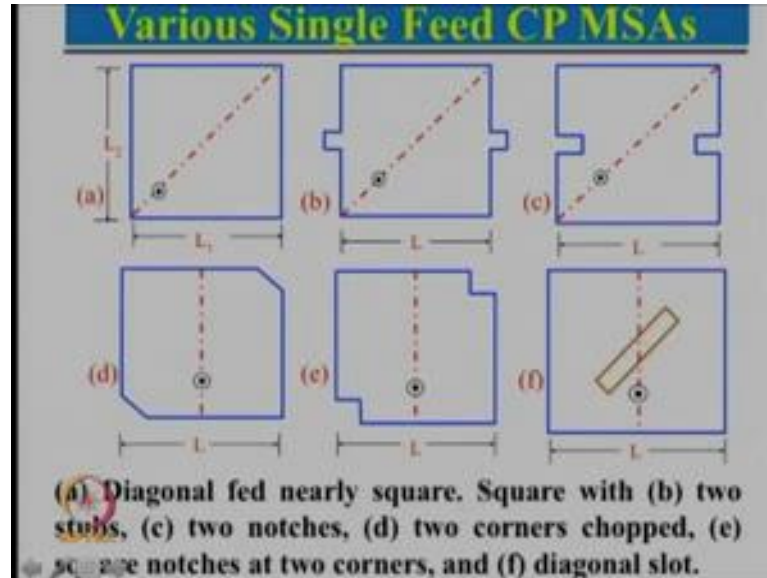 Various Single Feed CP MSAs
L₂
(a)
L₁
(b)
L
(c)
L
(d)
L
(e)
L
(f)
L
(a) Diagonal fed nearly square. Square with (b) two
stubs, (c) two notches, (d) two corners chopped, (e)
square notches at two corners, and (f) diagonal slot.